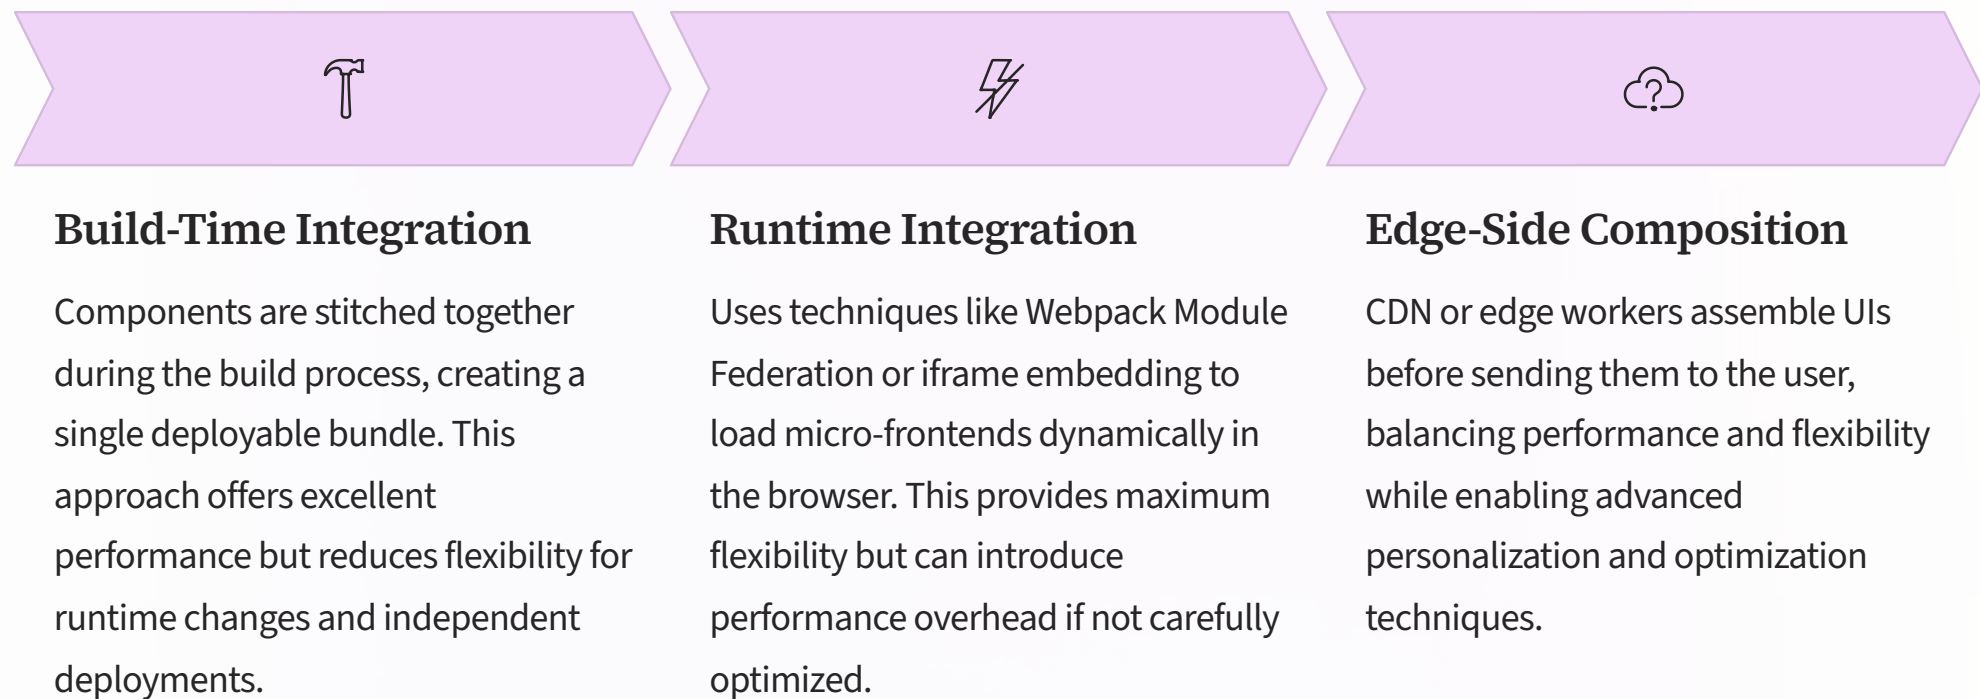 Build-Time Integration
Components are stitched together
during the build process, creating a
single deployable bundle. This
approach offers excellent
performance but reduces flexibility for
runtime changes and independent
deployments.
Runtime Integration
Uses techniques like Webpack Module
Federation or iframe embedding to
load micro-frontends dynamically in
the browser. This provides maximum
flexibility but can introduce
performance overhead if not carefully
optimized.
Edge-Side Composition
CDN or edge workers assemble UIs
before sending them to the user,
balancing performance and flexibility
while enabling advanced
personalization and optimization
techniques.